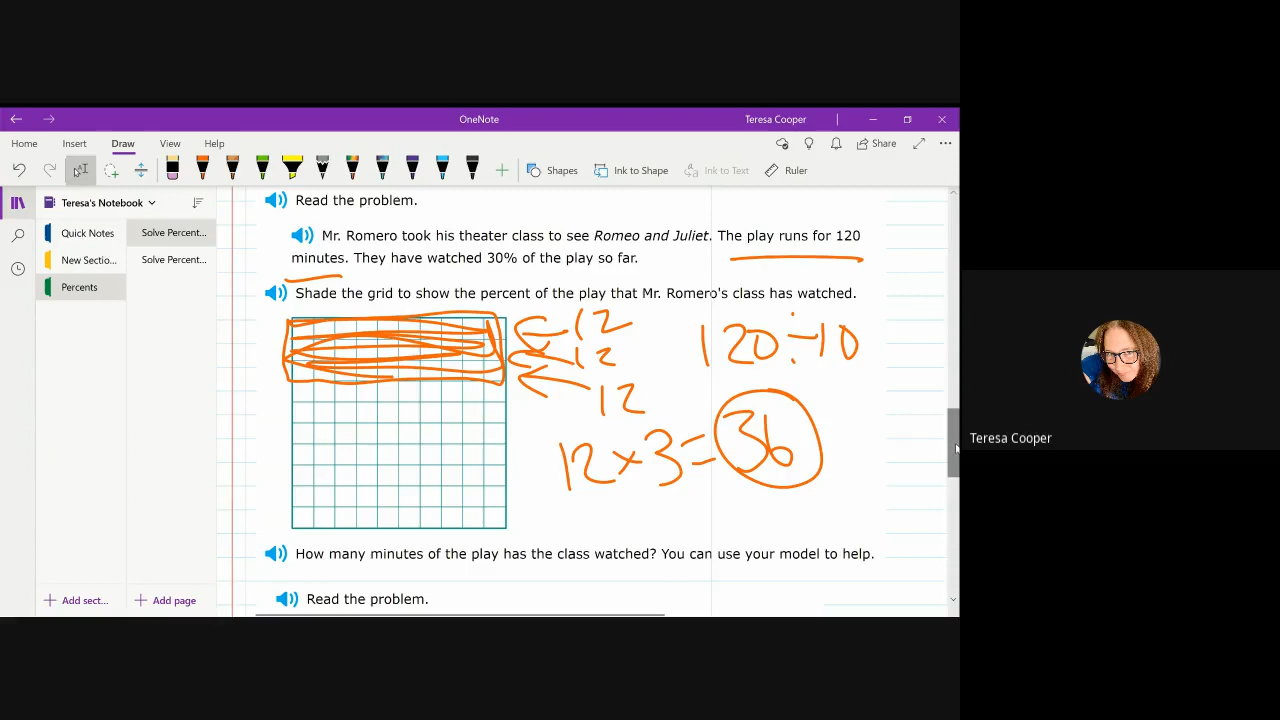 OneNote
Teresa Cooper
Home Insert Draw View Help
Share
Shapes
Ink to Shape
Ink to Text
Ruler
Teresa's Notebook
Quick Notes
New Sectio...
Percents
Solve Percent...
Solve Percent...
Read the problem.
Mr. Romero took his theater class to see Romeo and Juliet. The play runs for 120
minutes. They have watched 30% of the play so far.
Shade the grid to show the percent of the play that Mr. Romero's class has watched.
12
12
12
120 ÷ 10
12 × 3 = 36
How many minutes of the play has the class watched? You can use your model to help.
Read the problem.
Add sect...
Add page
Teresa Cooper